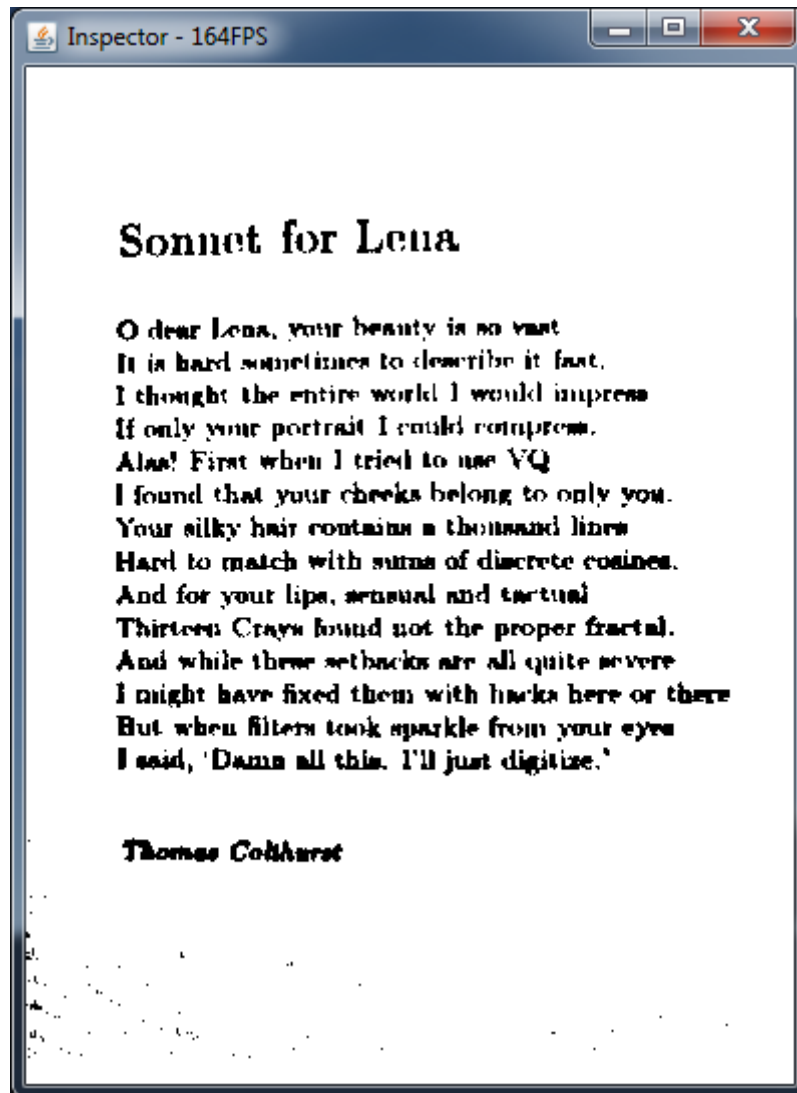 Inspector - 164FPS
Sonnet for Lena
O dear Lena, your beauty is so vast
It is hard sometimes to describe it fast.
I thought the entire world I would impress
If only your portrait I could compress.
Alas! First when I tried to use VQ
I found that your cheeks belong to only you.
Your silky hair contains a thousand lines
Hard to match with sums of discrete cosines.
And for your lips, sensual and tactual
Thirteen Crays found not the proper fractal.
And while these setbacks are all quite severe
I might have fixed them with hacks here or there
But when filters took sparkle from your eyes
I said, 'Damn all this. I'll just digitize.'
Thomas Colthurst